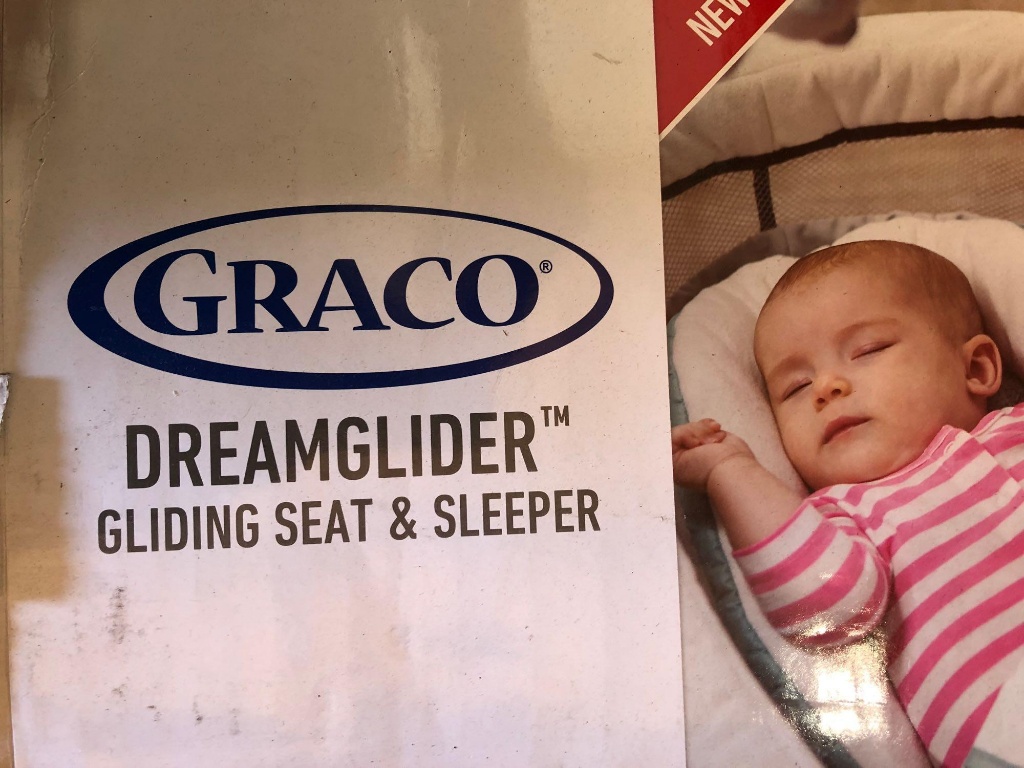 NEW
GRACO®
DREAMGLIDER™
GLIDING SEAT & SLEEPER